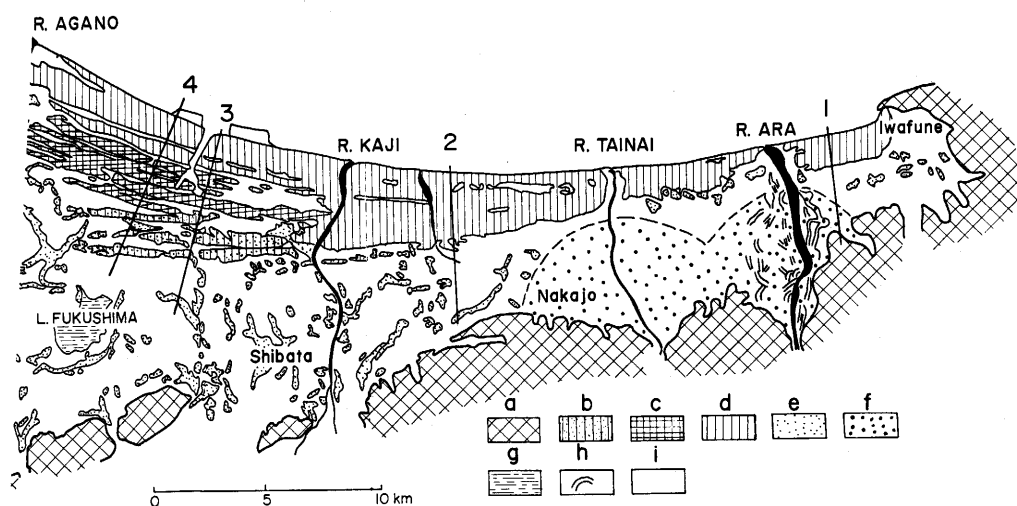 R. AGANO
4
3
R. KAJI
2
R. TAINAI
R. ARA
1
Iwafune
Nakajo
L. FUKUSHIMA
Shibata
a b c d e f
g h i
0 5 10 km